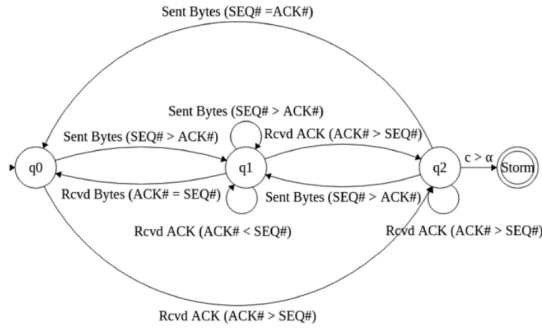 Sent Bytes (SEQ# =ACK#)
Sent Bytes (SEQ# > ACK#)
Sent Bytes (SEQ# > ACK#)
Rcvd ACK (ACK# > SEQ#)
c > α
q0
q1
q2
Storm
Rcvd Bytes (ACK# = SEQ#)
Sent Bytes (SEQ# > ACK#)
Rcvd ACK (ACK# < SEQ#)
Rcvd ACK (ACK# > SEQ#)
Rcvd ACK (ACK# > SEQ#)